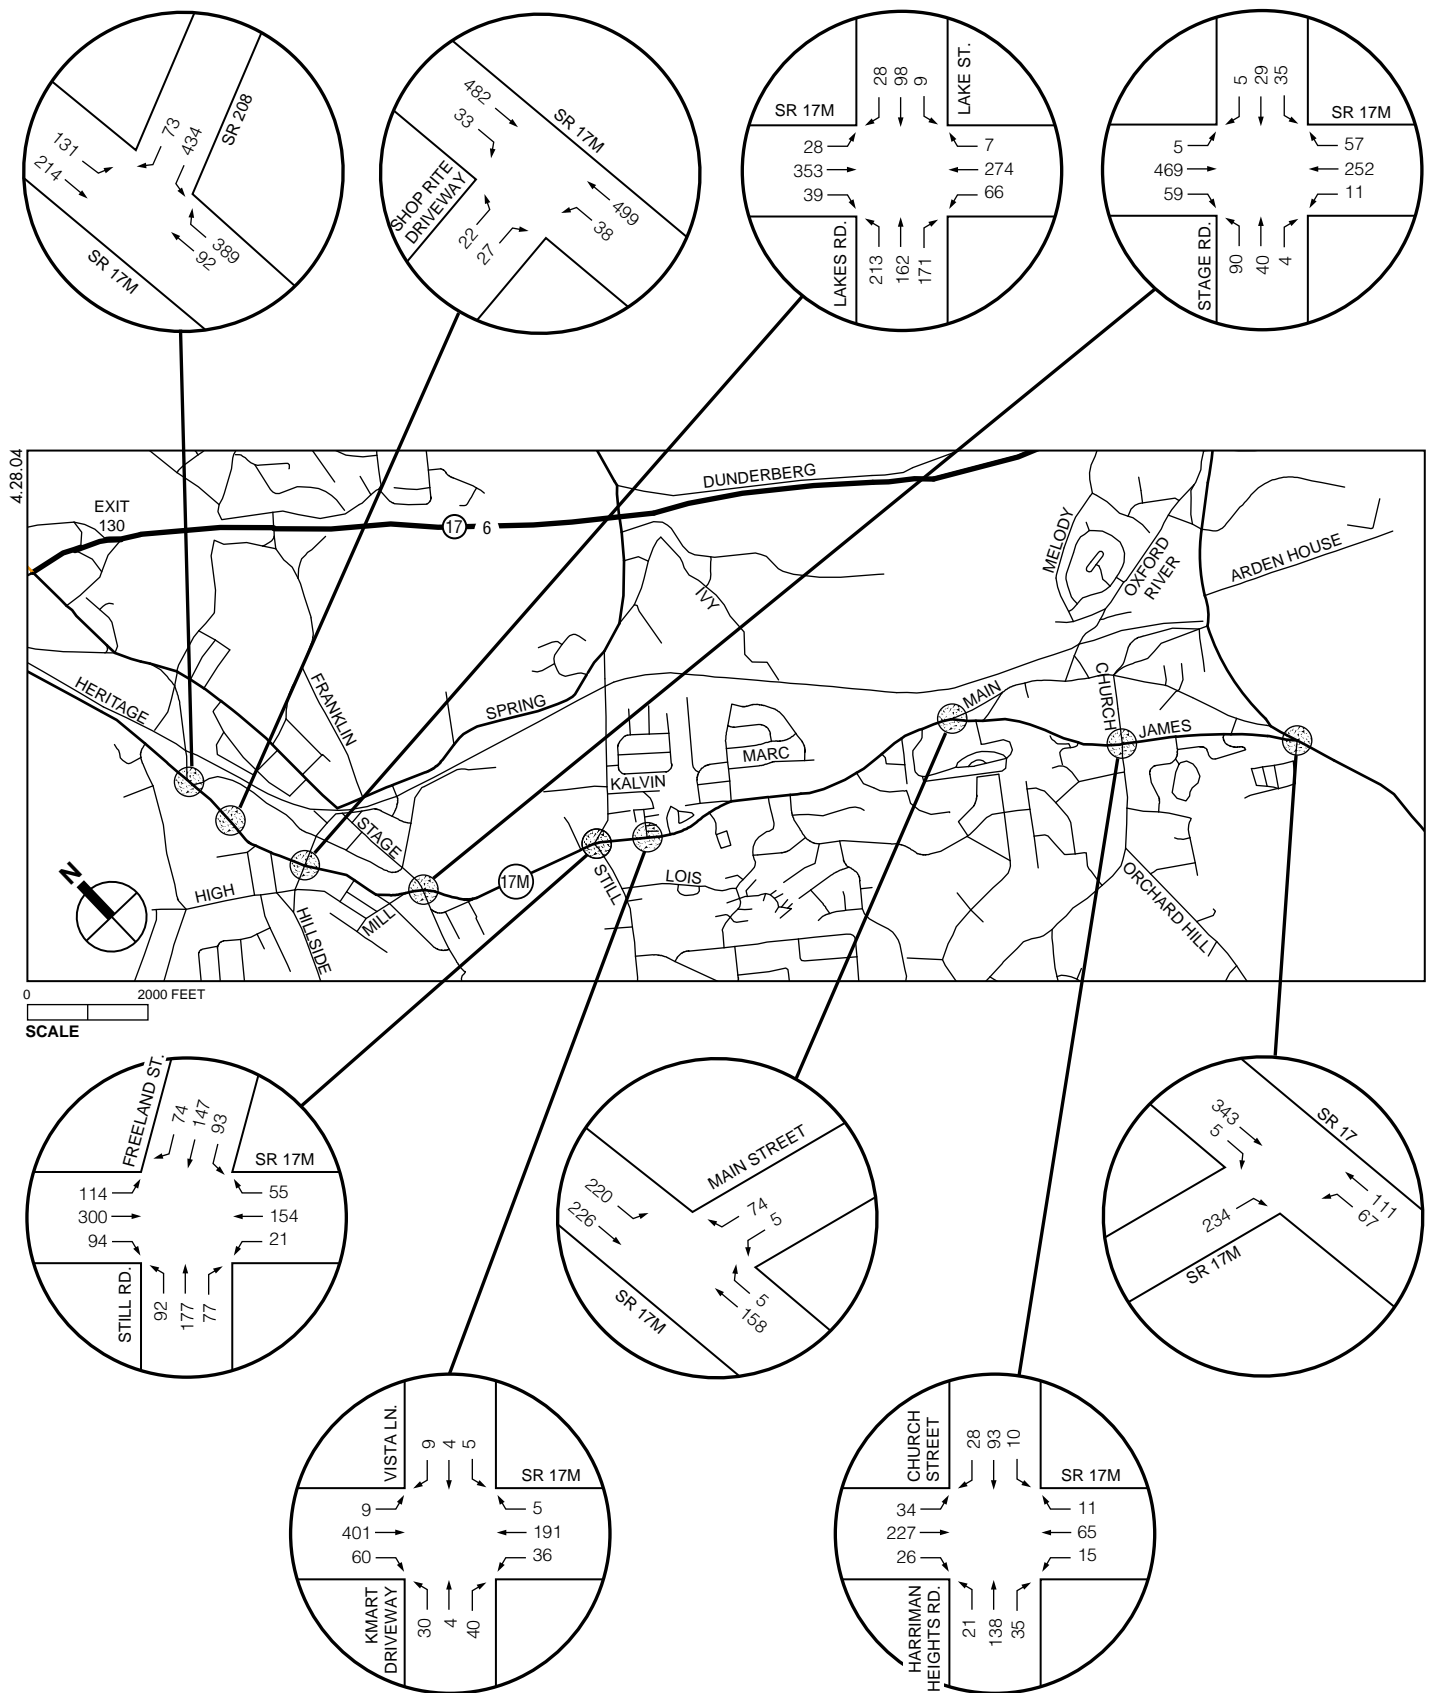 131
214
73
434
SR 208
389
92
SR 17M
482
33
SR 17M
SHOP RITE
DRIVEWAY
22
27
499
38
SR 17M
LAKE ST.
28
98
9
28
353
39
7
274
66
LAKES RD.
213
162
171
SR 17M
5
29
35
5
469
59
57
252
11
STAGE RD.
90
40
4
4.28.04
EXIT
130
17
6
DUNDERBERG
MELODY
OXFORD
RIVER
ARDEN HOUSE
IVY
HERITAGE
FRANKLIN
SPRING
MAIN
CHURCH
JAMES
MARC
KALVIN
STAGE
17M
STILL
LOIS
ORCHARD HILL
N
HIGH
HILLSIDE
MILL
0
2000 FEET
SCALE
FREELAND ST.
74
147
93
SR 17M
114
300
94
55
154
21
STILL RD.
92
177
77
MAIN STREET
220
226
74
5
5
158
SR 17M
343
5
SR 17
111
67
234
SR 17M
VISTA LN.
9
4
5
SR 17M
9
401
60
5
191
36
KMART
DRIVEWAY
30
4
40
CHURCH
STREET
28
93
10
SR 17M
34
227
26
11
65
15
HARRIMAN
HEIGHTS RD.
21
138
35